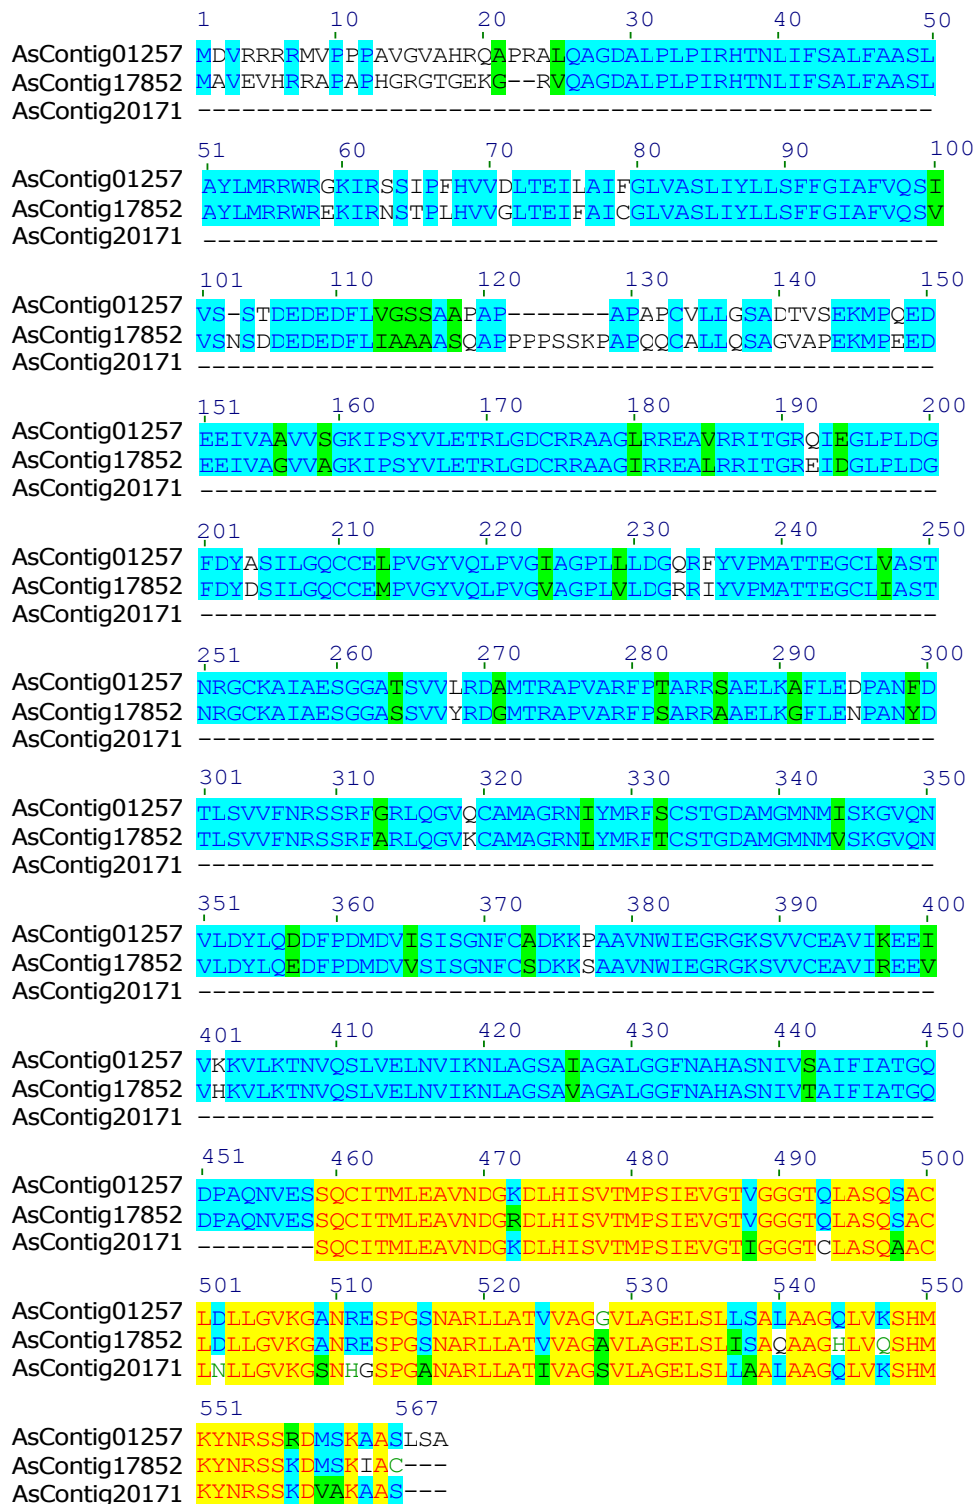 1 10 20 30 40 50
AsContig01257 MDVRRRRMVPPPAVGVAHRQAPRALQAGDALPLPIRHTNLIFSALFAASL
AsContig17852 MAVEVHRRAPAPHGRGTGEKG--RVQAGDALPLPIRHTNLIFSALFAASL
AsContig20171 --------------------------------------------------
51 60 70 80 90 100
AsContig01257 AYLMRRWRGKIRSSIPFHVVDLTEILAIFGLVASLIYLLSFFGIAFVQSI
AsContig17852 AYLMRRWREKIRNSTPLHVVGLTEIFAICGLVASLIYLLSFFGIAFVQSV
AsContig20171 --------------------------------------------------
101 110 120 130 140 150
AsContig01257 VS-STDEDEDFLVGSSAAPAP-------APAPCVLLGSADTVSEKMPQED
AsContig17852 VSNSDDEDEDFLIAAAASQAPPPPSSKPAPQQCALLQSAGVAPEKMPEED
AsContig20171 --------------------------------------------------
151 160 170 180 190 200
AsContig01257 EEIVAAVVSGKIPSYVLETRLGDCRRAAGLRREAVRRITGRQIEGLPLDG
AsContig17852 EEIVAGVVAGKIPSYVLETRLGDCRRAAGIRREALRRITGREIDGLPLDG
AsContig20171 --------------------------------------------------
201 210 220 230 240 250
AsContig01257 FDYASILGQCCELPVGYVQLPVGIAGPLLLDGQRFYVPMATTEGCLVAST
AsContig17852 FDYDSILGQCCEMPVGYVQLPVGVAGPLVLDGRRIYVPMATTEGCLIAST
AsContig20171 --------------------------------------------------
251 260 270 280 290 300
AsContig01257 NRGCKAIAESGGATSVVLRDAMTRAPVARFPTARRSAELKAFLEDPANFD
AsContig17852 NRGCKAIAESGGASSVVYRDGMTRAPVARFPSARRAAELKGFLENPANYD
AsContig20171 --------------------------------------------------
301 310 320 330 340 350
AsContig01257 TLSVVFNRSSRFGRLQGVQCAMAGRNIYMRFSCSTGDAMGMNMISKGVQN
AsContig17852 TLSVVFNRSSRFARLQGVKCAMAGRNLYMRFTCSTGDAMGMNMVSKGVQN
AsContig20171 --------------------------------------------------
351 360 370 380 390 400
AsContig01257 VLDYLQDDFPDMDVISISGNFCADKKPAAVNWIEGRGKSVVCEAVIKEEI
AsContig17852 VLDYLQEDFPDMDVVSISGNFCSDKKSAAVNWIEGRGKSVVCEAVIREEV
AsContig20171 --------------------------------------------------
401 410 420 430 440 450
AsContig01257 VKKVLKTNVQSLVELNVIKNLAGSAIAGALGGFNAHASNIVSAIFIATGQ
AsContig17852 VHKVLKTNVQSLVELNVIKNLAGSAVAGALGGFNAHASNIVTAIFIATGQ
AsContig20171 --------------------------------------------------
451 460 470 480 490 500
AsContig01257 DPAQNVESSQCITMLEAVNDGKDLHISVTMPSIEVGTVGGGTQLASQSAC
AsContig17852 DPAQNVESSQCITMLEAVNDGRDLHISVTMPSIEVGTVGGGTQLASQSAC
AsContig20171 --------SQCITMLEAVNDGKDLHISVTMPSIEVGTIGGGTCLASQAAC
501 510 520 530 540 550
AsContig01257 LDLLGVKGANRESPGSNARLLATVVAGGVLAGELSLLSALAAGQLVKSHM
AsContig17852 LDLLGVKGANRESPGSNARLLATVVAGAVLAGELSLISAQAAGHLVQSHM
AsContig20171 LNLLGVKGSNHGSPGANARLLATIVAGSVLAGELSLLAALAAGQLVKSHM
551 567
AsContig01257 KYNRSSRDMSKAASLSA
AsContig17852 KYNRSSKDMSKIAC---
AsContig20171 KYNRSSKDVAKAAS---